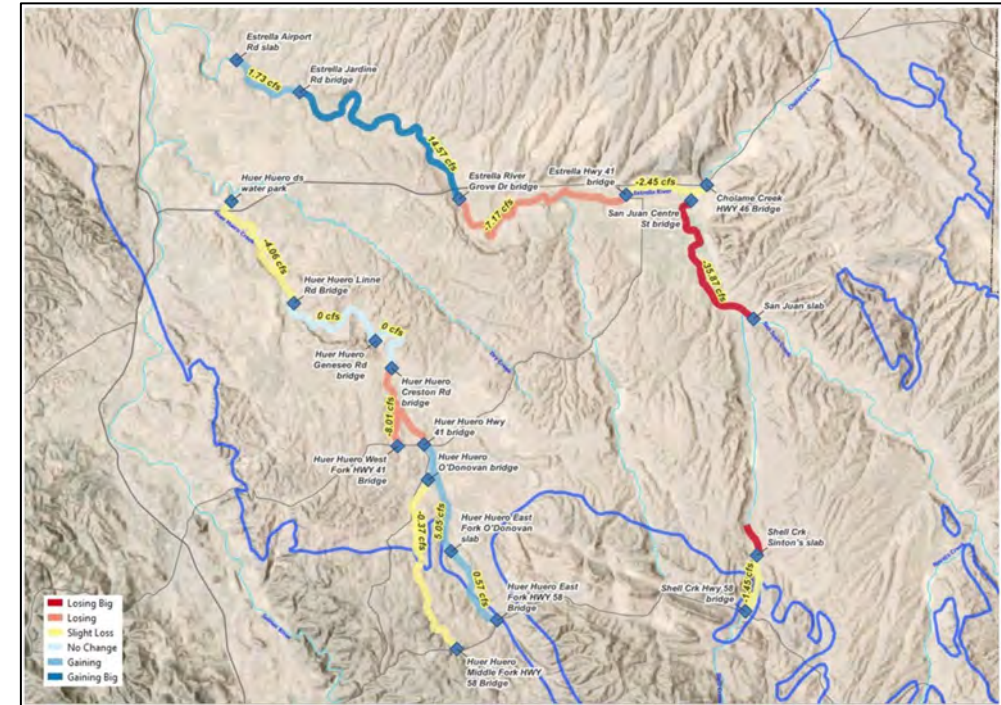 Estrella Airport
Rd slab
1.73 cfs
Estrella Jardine
Rd bridge
14.57 cfs
Estrella River
Grove Dr bridge
-7.17 cfs
Estrella Hwy 41
bridge
-2.45 cfs
Estrella River
Cholame Creek
Cholame Creek
HWY 46 Bridge
San Juan Centre
St bridge
-35.87 cfs
San Juan slab
Huer Huero ds
water park
-4.06 cfs
Huer Huero Linne
Rd Bridge
0 cfs
0 cfs
Huer Huero
Geneseo Rd
bridge
Dry Creek
Huer Huero
Creston Rd
bridge
-8.01 cfs
Huer Huero Hwy
41 bridge
Huer Huero West
Fork HWY 41
Bridge
Huer Huero
O'Donovan bridge
-0.37 cfs
5.05 cfs
Huer Huero East
Fork O'Donovan
slab
0.57 cfs
Huer Huero East
Fork HWY 58
Bridge
Huer Huero
Middle Fork HWY
58 Bridge
Shell Crk
Sinton's slab
-1.45 cfs
Shell Crk Hwy 58
bridge
Losing Big
Losing
Slight Loss
No Change
Gaining
Gaining Big